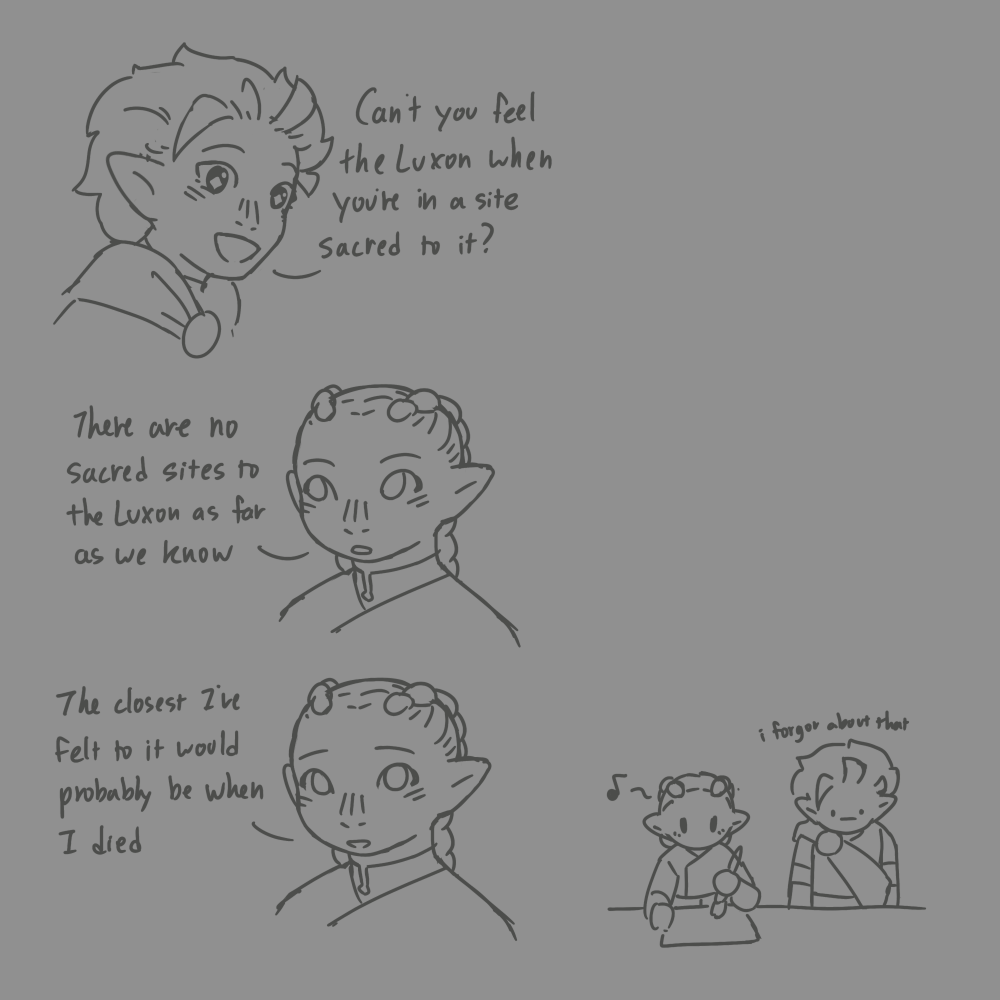 Can't you feel
the Luxon when
you're in a site
sacred to it?
There are no
sacred sites to
the Luxon as far
as we know
The closest I've
felt to it would
probably be when
I died
i forgor about that